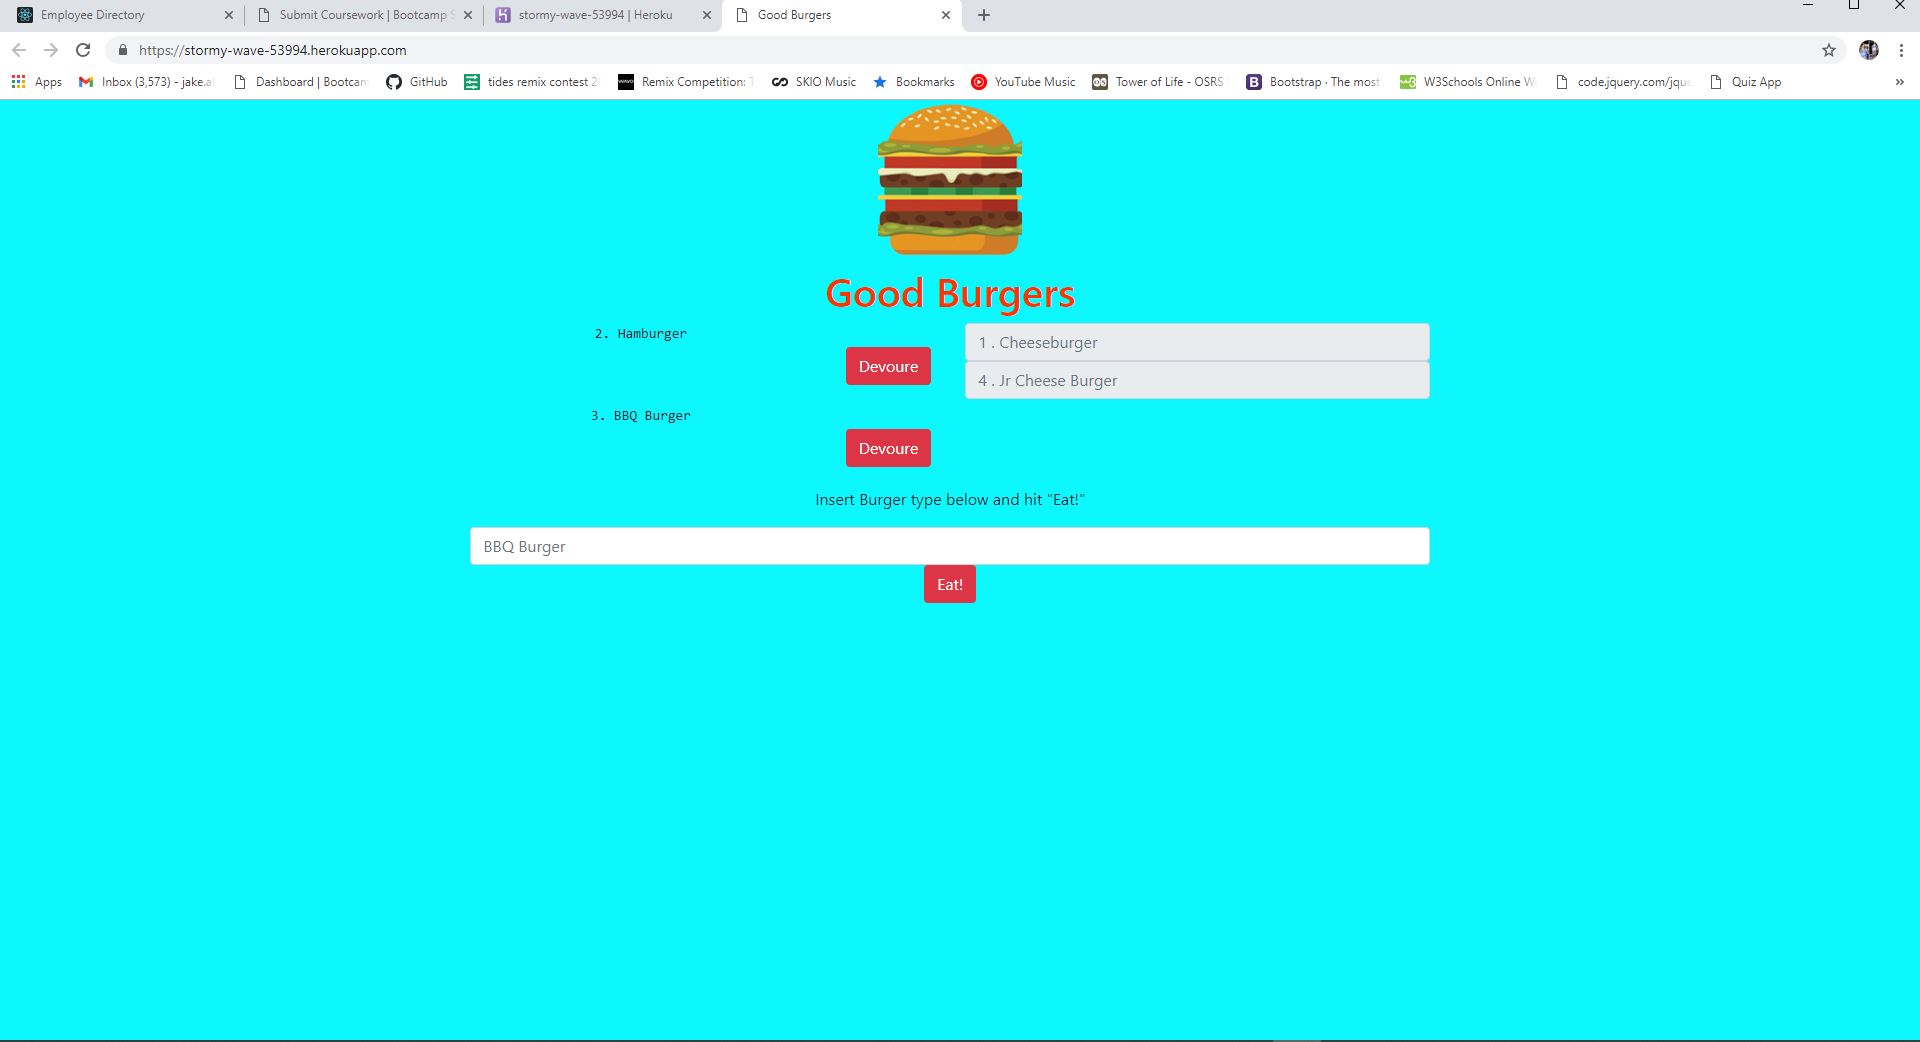 Employee Directory
Submit Coursework | Bootcamp S
stormy-wave-53994 | Heroku
Good Burgers
https://stormy-wave-53994.herokuapp.com
Apps
Inbox (3,573) - jake.a
Dashboard | Bootcam
GitHub
tides remix contest 2
Remix Competition: T
SKIO Music
Bookmarks
YouTube Music
Tower of Life - OSRS
Bootstrap · The most
W3Schools Online W
code.jquery.com/jque
Quiz App
Good Burgers
2. Hamburger
Devoure
1 . Cheeseburger
4 . Jr Cheese Burger
3. BBQ Burger
Devoure
Insert Burger type below and hit "Eat!"
BBQ Burger
Eat!